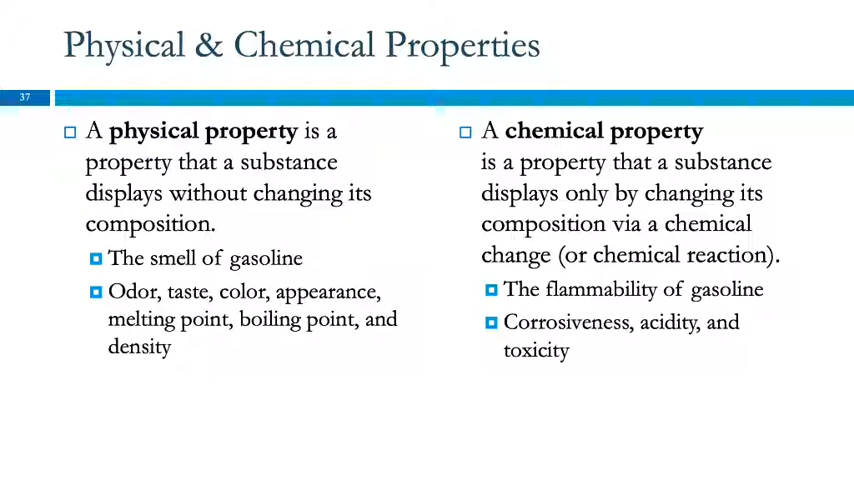 Physical & Chemical Properties
37
A physical property is a
property that a substance
displays without changing its
composition.
The smell of gasoline
Odor, taste, color, appearance,
melting point, boiling point, and
density
A chemical property
is a property that a substance
displays only by changing its
composition via a chemical
change (or chemical reaction).
The flammability of gasoline
Corrosiveness, acidity, and
toxicity